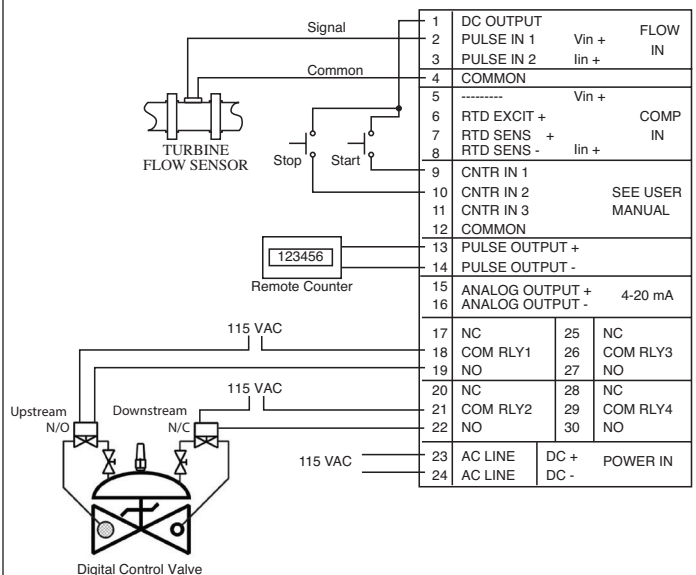 Signal
Common
TURBINE
FLOW SENSOR
Stop
Start
123456
Remote Counter
115 VAC
115 VAC
Upstream
N/O
Downstream
N/C
115 VAC
Digital Control Valve
1 DC OUTPUT
2 PULSE IN 1 Vin +
3 PULSE IN 2 Iin +
FLOW
IN
4 COMMON
5 --------- Vin +
6 RTD EXCIT +
7 RTD SENS +
8 RTD SENS - Iin +
COMP
IN
9 CNTR IN 1
10 CNTR IN 2
11 CNTR IN 3
SEE USER
MANUAL
12 COMMON
13 PULSE OUTPUT +
14 PULSE OUTPUT -
15 ANALOG OUTPUT +
16 ANALOG OUTPUT -
4-20 mA
17 NC 25 NC
18 COM RLY1 26 COM RLY3
19 NO 27 NO
20 NC 28 NC
21 COM RLY2 29 COM RLY4
22 NO 30 NO
23 AC LINE DC +
24 AC LINE DC -
POWER IN